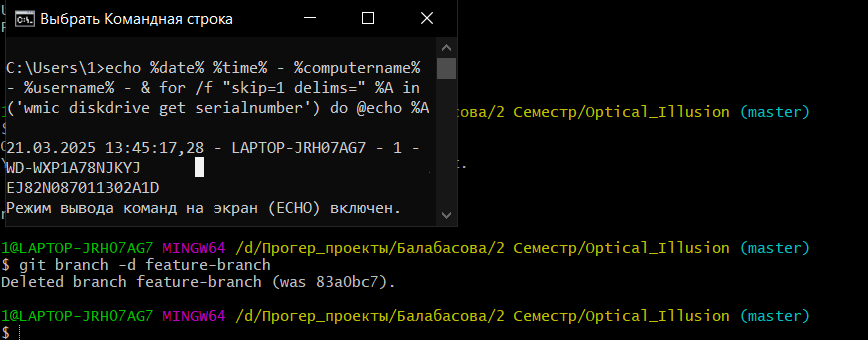 Выбрать Командная строка
C:\Users\1>echo %date% %time% - %computername%
- %username% - & for /f "skip=1 delims=" %A in
('wmic diskdrive get serialnumber') do @echo %A
21.03.2025 13:45:17,28 - LAPTOP-JRH07AG7 - 1 -
WD-WXP1A78NJKYJ
EJ82N087011302A1D
Режим вывода команд на экран (ECHO) включен.
басова/2 Семестр/Optical_Illusion (master)
1@LAPTOP-JRH07AG7 MINGW64 /d/Прогер_проекты/Балабасова/2 Семестр/Optical_Illusion (master)
$ git branch -d feature-branch
Deleted branch feature-branch (was 83a0bc7).
1@LAPTOP-JRH07AG7 MINGW64 /d/Прогер_проекты/Балабасова/2 Семестр/Optical_Illusion (master)
$